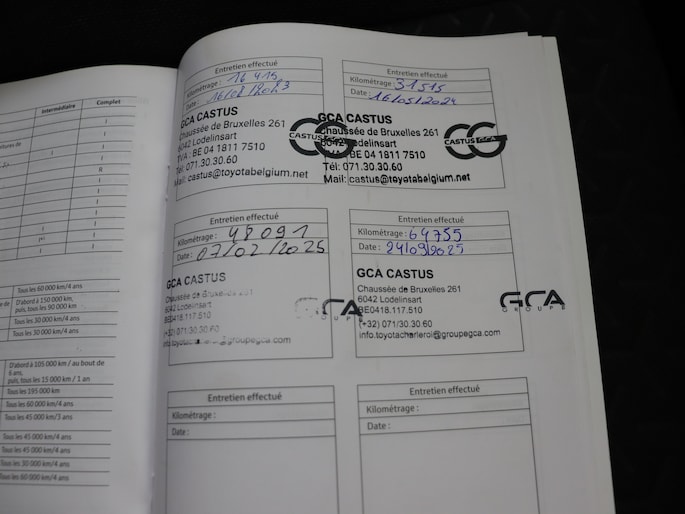 Intermédiaire Complet
I
I
I
I
R
I
I
I
I I
I
I I
Tous les 60 000 km/4 ans
D'abord à 150 000 km,
puis, tous les 90 000 km
Tous les 30 000 km/4 ans
Tous les 30 000 km/4 ans
D'abord à 105 000 km / au bout de
6 ans,
puis, tous les 15 000 km / 1 an
Tous les 195 000 km
Tous les 60 000 km/4 ans
Tous les 45 000 km/3 ans
Tous les 45 000 km/4 ans
Tous les 45 000 km/4 ans
Tous les 30 000 km/4 ans
Tous les 60 000 km/4 ans
Entretien effectué
Kilométrage : 16 415
Date :
GCA CASTUS
Chaussée de Bruxelles 261
6042 Lodelinsart
TVA : BE 04 1811 7510
Tél: 071.30.30.60
Mail: castus@toyotabelgium.net
CASTUS
Entretien effectué
Kilométrage : 31515
Date : 16/05/2024
GCA CASTUS
Chaussée de Bruxelles 261
6042 Lodelinsart
TVA : BE 04 1811 7510
Tél: 071.30.30.60
Mail: castus@toyotabelgium.net
CASTUS GCA
Entretien effectué
Kilométrage : 48091
Date : 07/02/2025
GCA CASTUS
Chaussée de Bruxelles 261
6042 Lodelinsart
BE0418.117.510
(+32) 071/30.30.60
info.toyotacharleroi@groupegca.com
GCA
Entretien effectué
Kilométrage : 64755
Date : 24/09/2025
GCA CASTUS
Chaussée de Bruxelles 261
6042 Lodelinsart
BE0418.117.510
(+32) 071/30.30.60
info.toyotacharleroi@groupegca.com
GCA
GROUPE
Entretien effectué
Kilométrage :
Date :
Entretien effectué
Kilométrage :
Date :